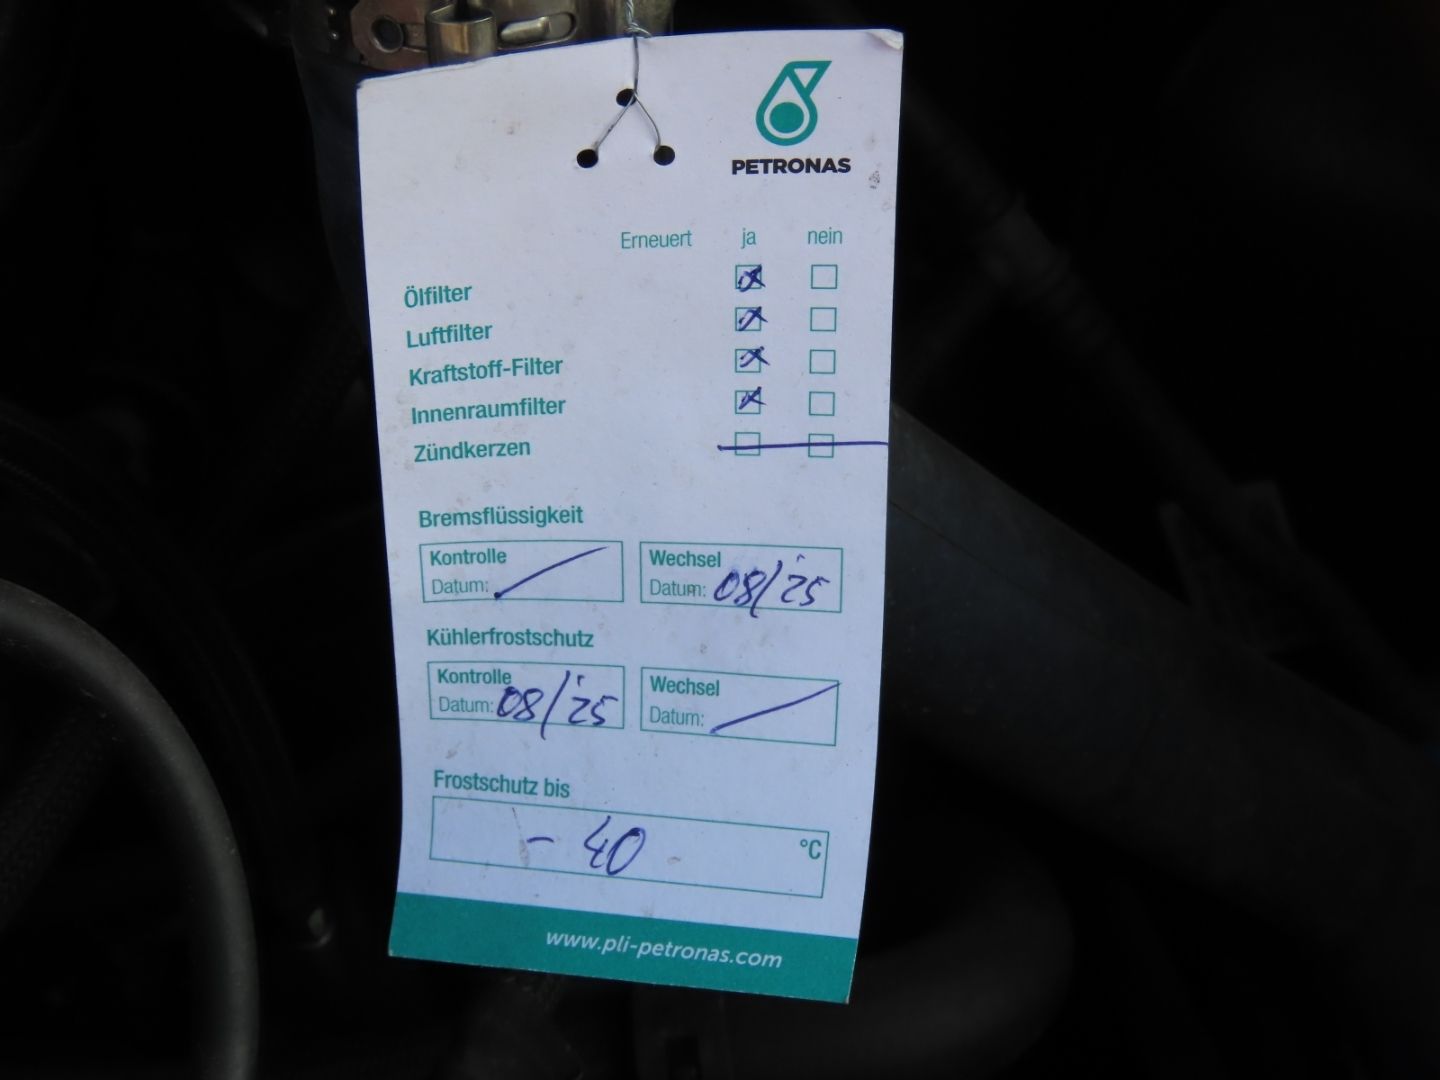 PETRONAS
Erneuert ja nein
Ölfilter x
Luftfilter x
Kraftstoff-Filter x
Innenraumfilter x
Zündkerzen
Bremsflüssigkeit
Kontrolle
Datum:
Wechsel
Datum: 08/'25
Kühlerfrostschutz
Kontrolle
Datum: 08/'25
Wechsel
Datum:
Frostschutz bis
- 40 °C
www.pli-petronas.com